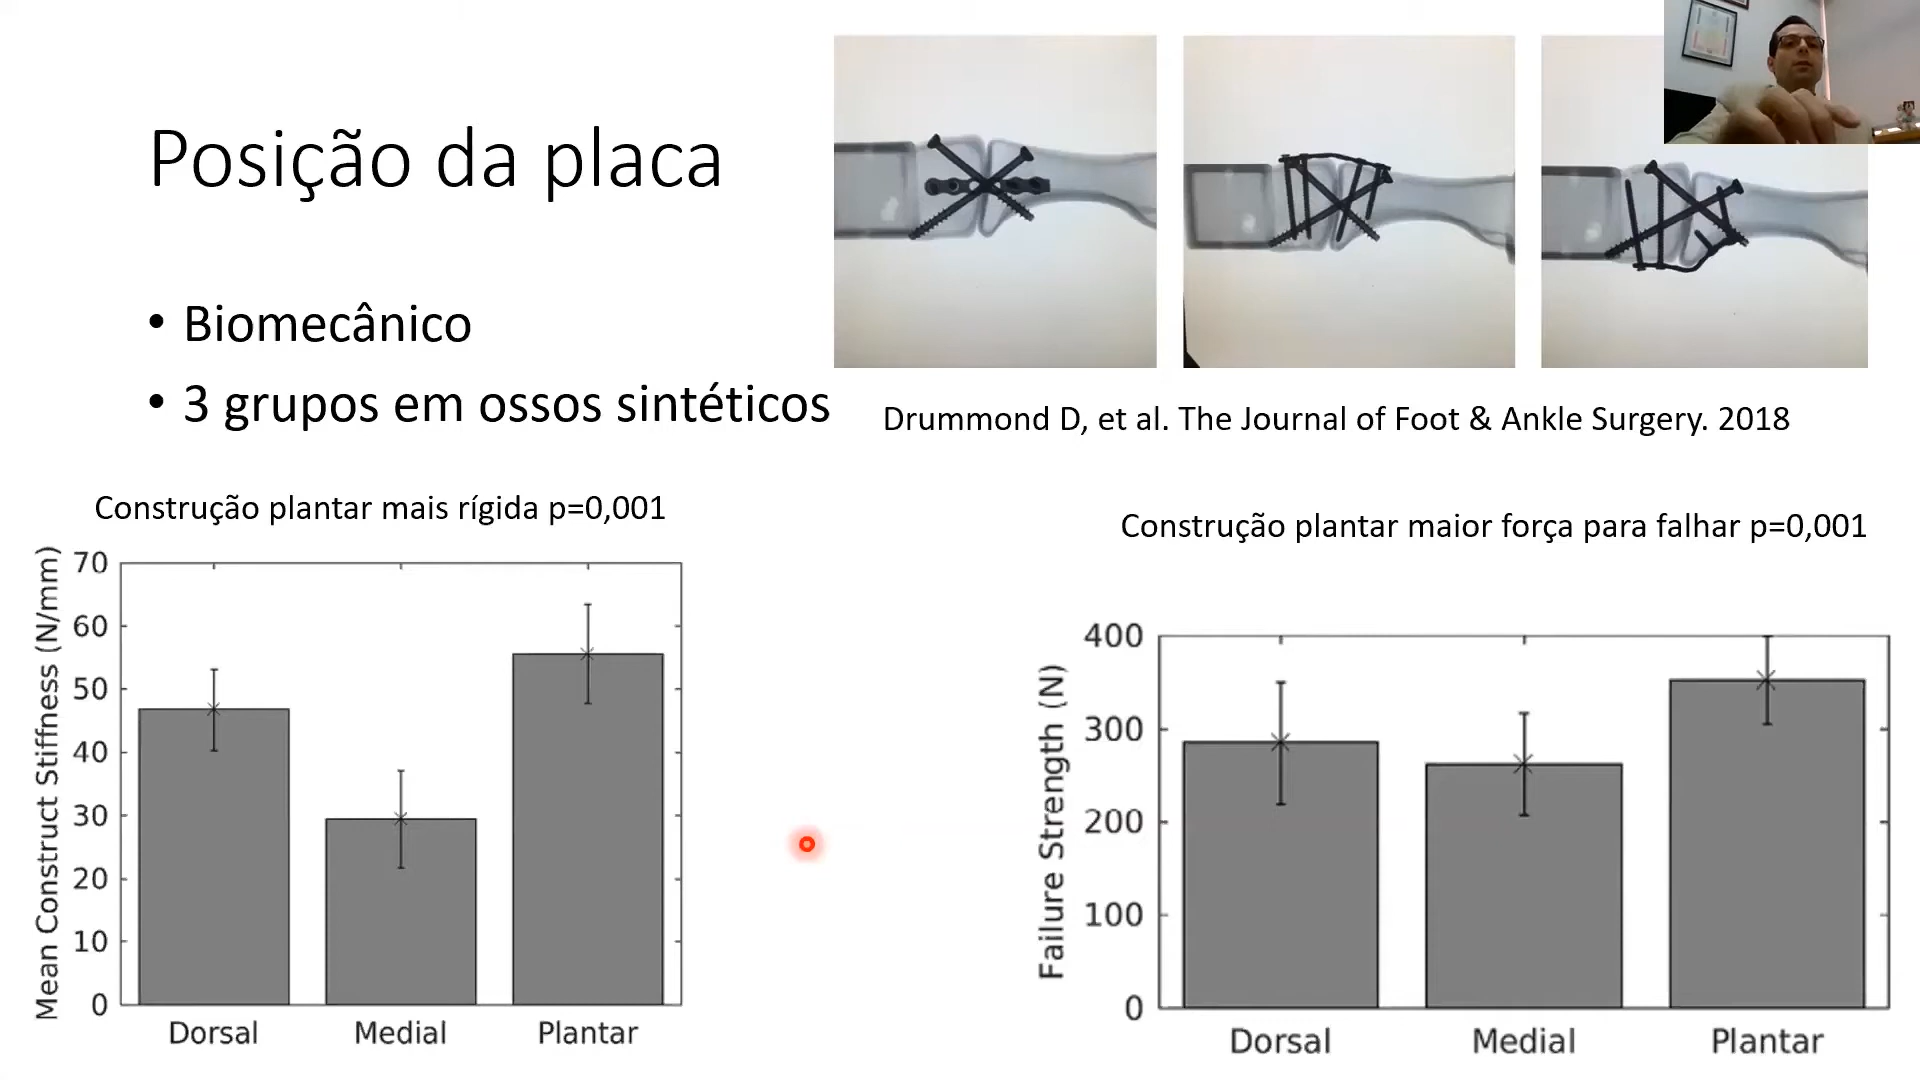 Posição da placa
• Biomecânico
• 3 grupos em ossos sintéticos
Drummond D, et al. The Journal of Foot & Ankle Surgery. 2018
Construção plantar mais rígida p=0,001
Mean Construct Stiffness (N/mm)
70
60
50
40
30
20
10
0
Dorsal Medial Plantar
Construção plantar maior força para falhar p=0,001
Failure Strength (N)
400
300
200
100
0
Dorsal Medial Plantar